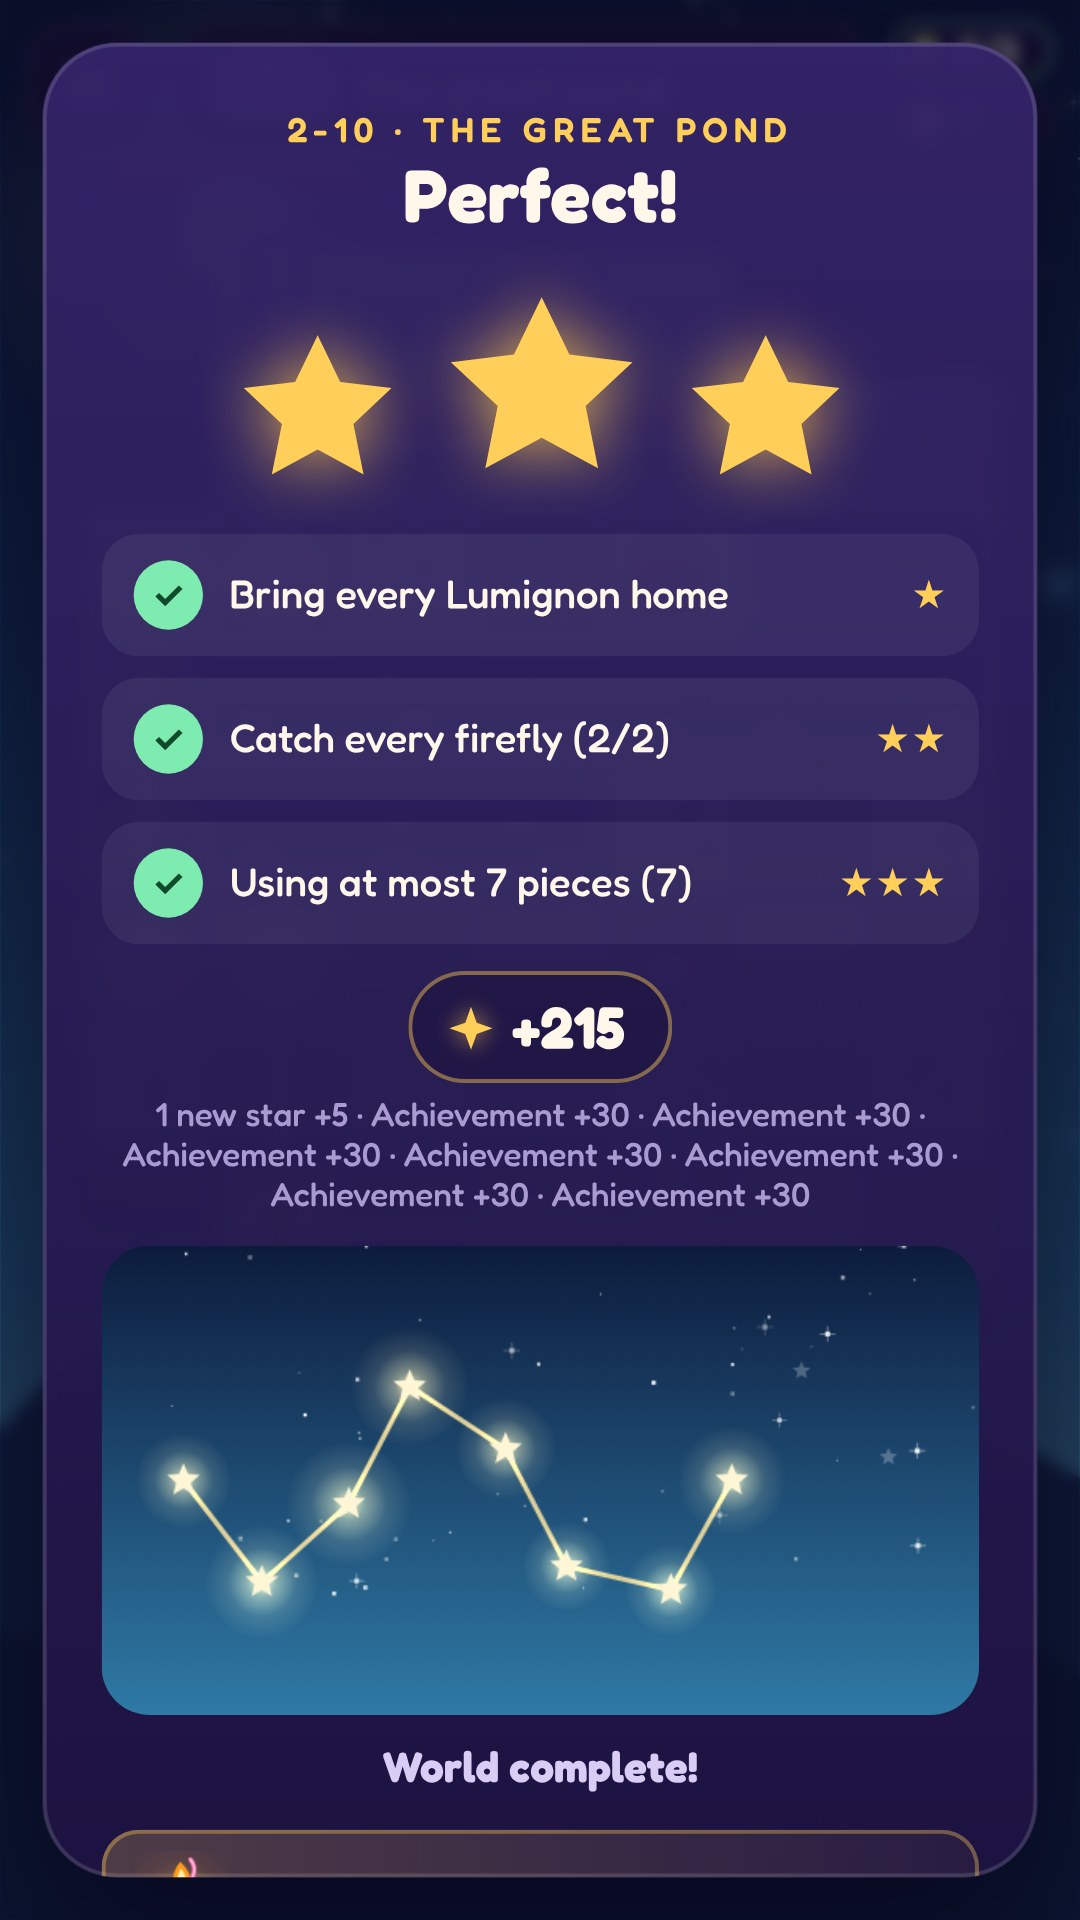 2-10 · THE GREAT POND
Perfect!
Bring every Lumignon home ★
Catch every firefly (2/2) ★★
Using at most 7 pieces (7) ★★★
+215
1 new star +5 · Achievement +30 · Achievement +30 ·
Achievement +30 · Achievement +30 · Achievement +30 ·
Achievement +30 · Achievement +30
World complete!